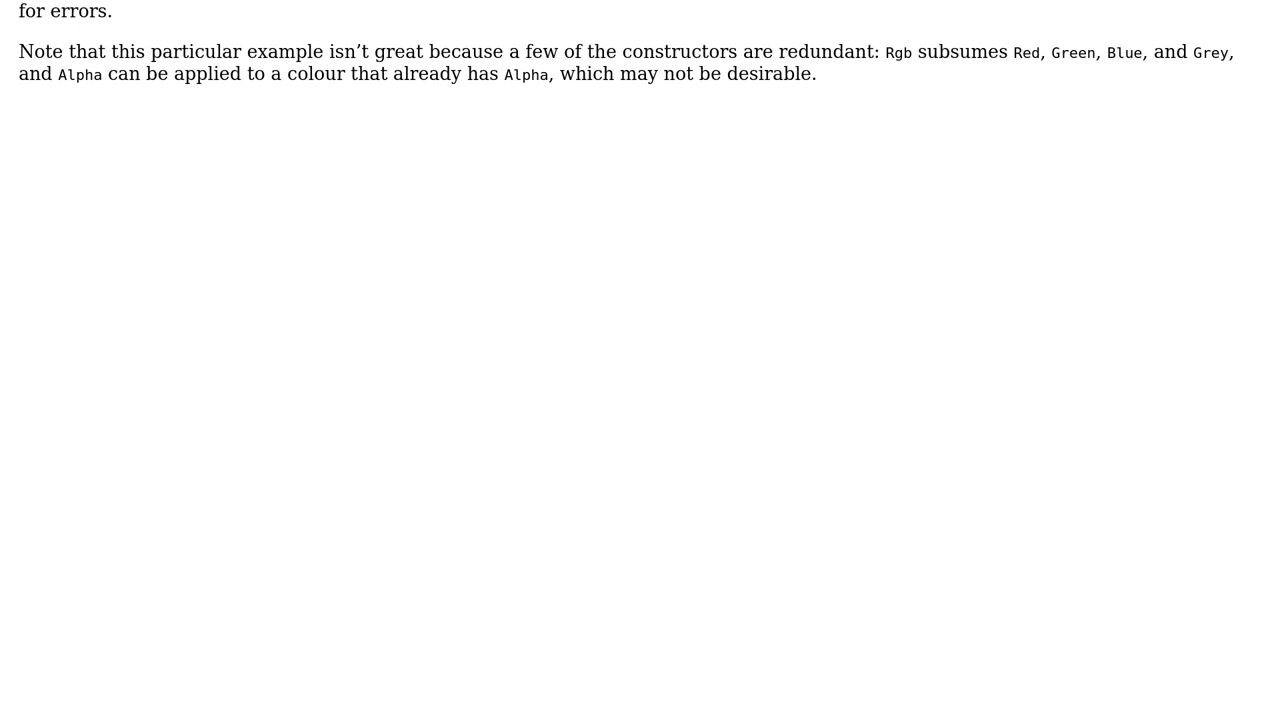 for errors.
Note that this particular example isn’t great because a few of the constructors are redundant: Rgb subsumes Red, Green, Blue, and Grey,
and Alpha can be applied to a colour that already has Alpha, which may not be desirable.